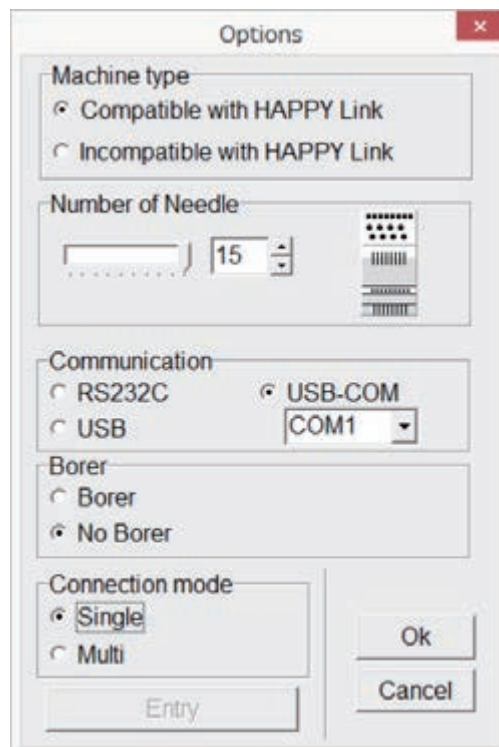 Options
Machine type
Compatible with HAPPY Link
Incompatible with HAPPY Link
Number of Needle
15
Communication
RS232C
USB-COM
USB
COM1
Borer
Borer
No Borer
Connection mode
Single
Multi
Ok
Cancel
Entry